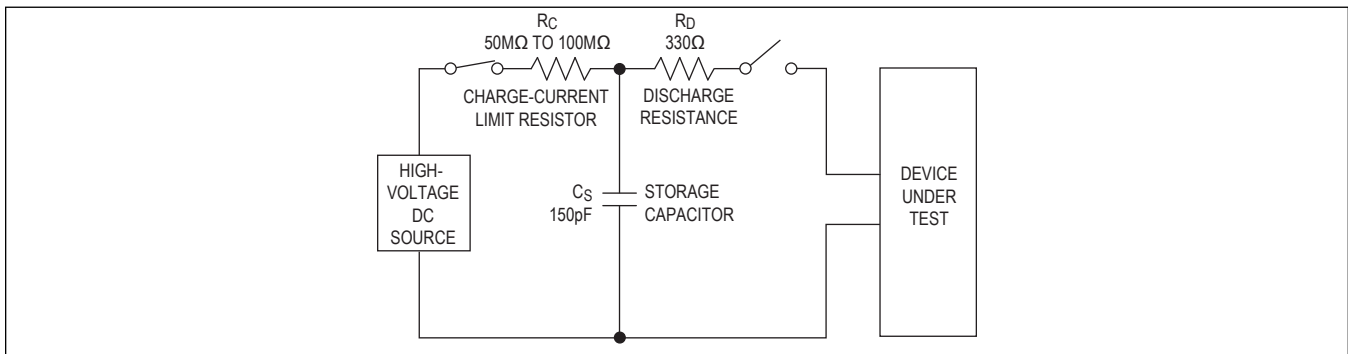 RC
50MΩ TO 100MΩ
CHARGE-CURRENT
LIMIT RESISTOR
RD
330Ω
DISCHARGE
RESISTANCE
HIGH-
VOLTAGE
DC
SOURCE
CS
150pF
STORAGE
CAPACITOR
DEVICE
UNDER
TEST